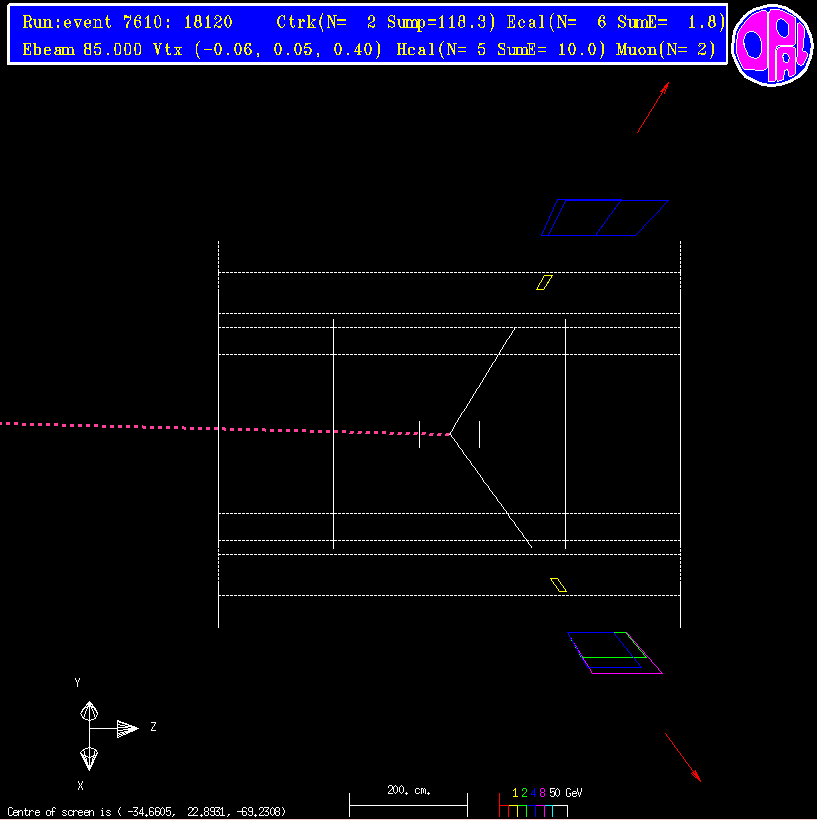 Run:event 7610: 18120 Ctrk(N= 2 Sump=118.3) Ecal(N= 6 SumE= 1.8)
Ebeam 85.000 Vtx (-0.06, 0.05, 0.40) Hcal(N= 5 SumE= 10.0) Muon(N= 2)
OPAL
Y
Z
X
200. cm.
1 2 4 8 50 GeV
Centre of screen is ( -34.6605, 22.8931, -69.2308)